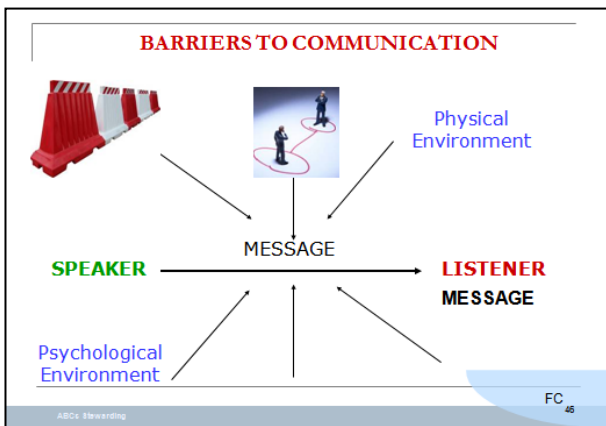 BARRIERS TO COMMUNICATION
Physical
Environment
MESSAGE
SPEAKER
LISTENER
MESSAGE
Psychological
Environment
FC
46
ABCs Stewarding